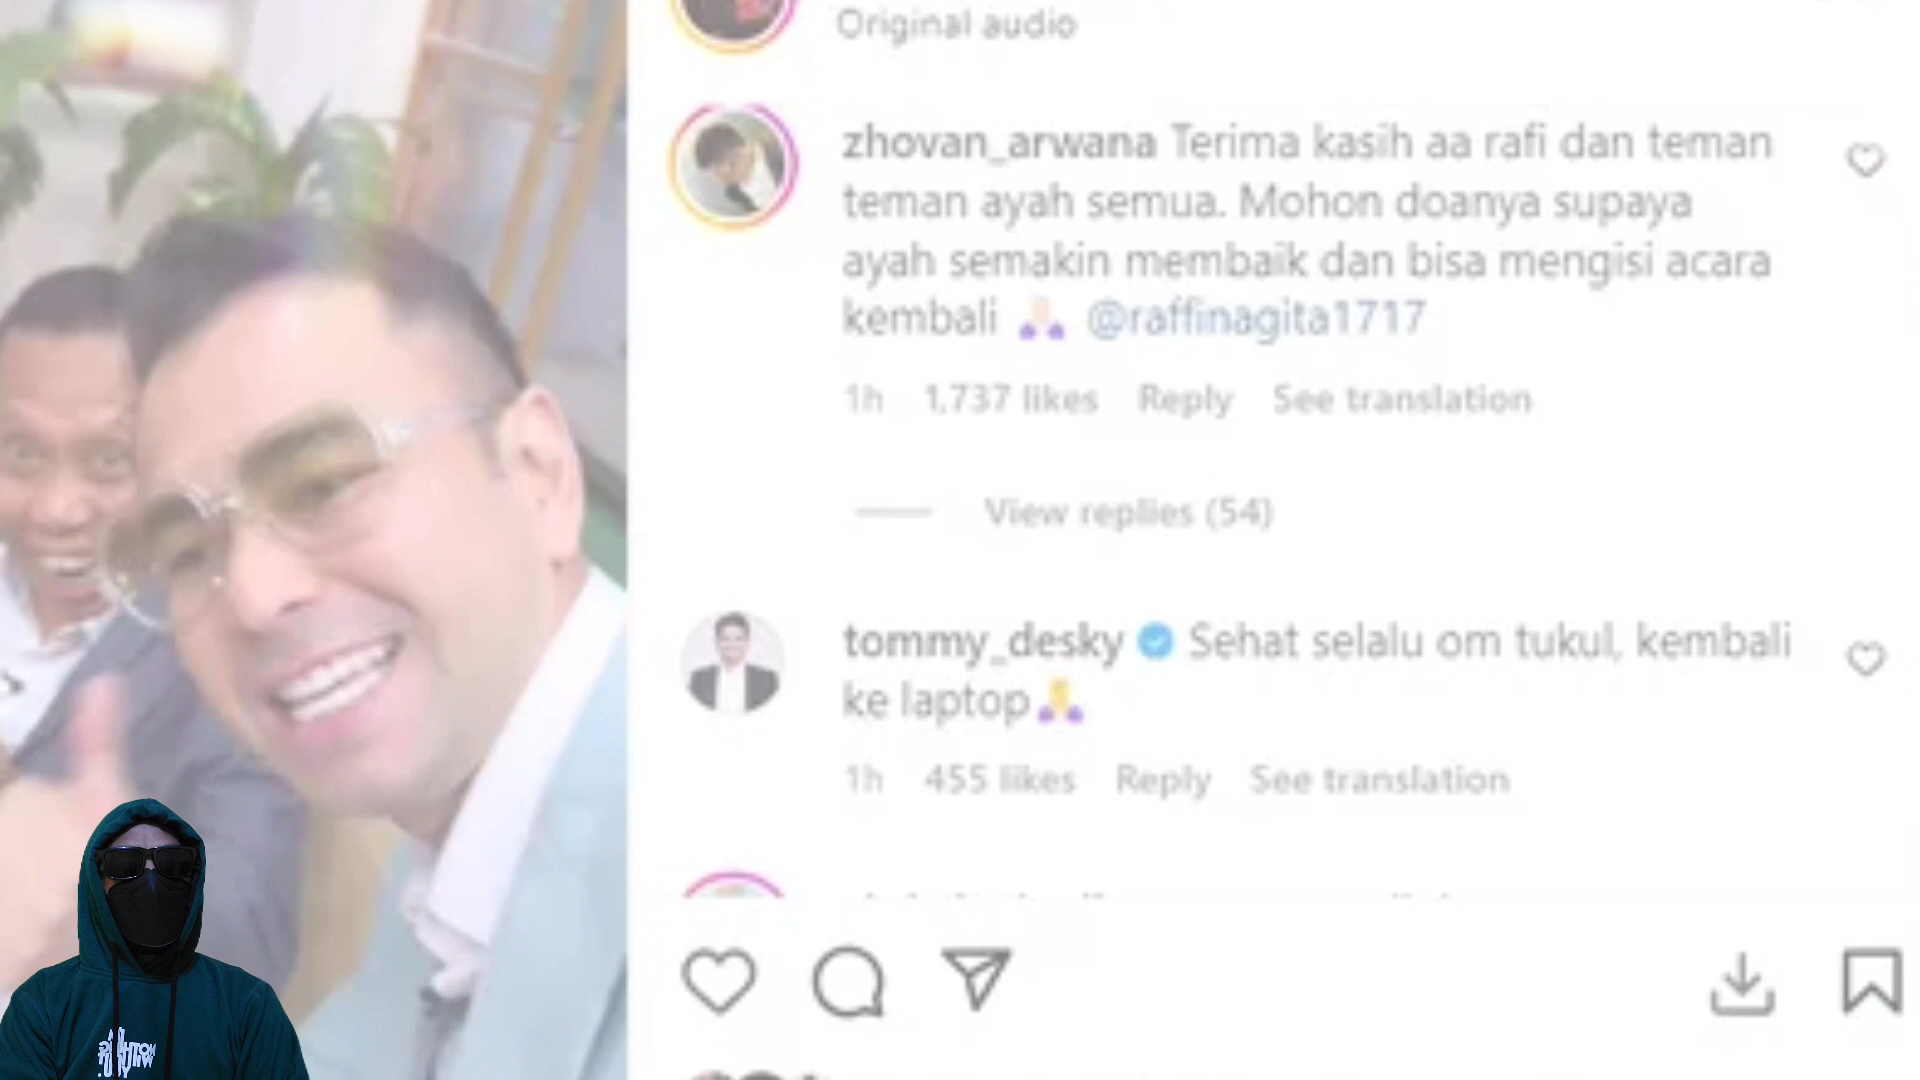 Original audio
zhovan_arwana Terima kasih aa rafi dan teman
teman ayah semua. Mohon doanya supaya
ayah semakin membaik dan bisa mengisi acara
kembali 🙏🏻 @raffinagita1717
1h 1,737 likes Reply See translation
View replies (54)
tommy_desky Sehat selalu om tukul, kembali
ke laptop🙏
1h 455 likes Reply See translation